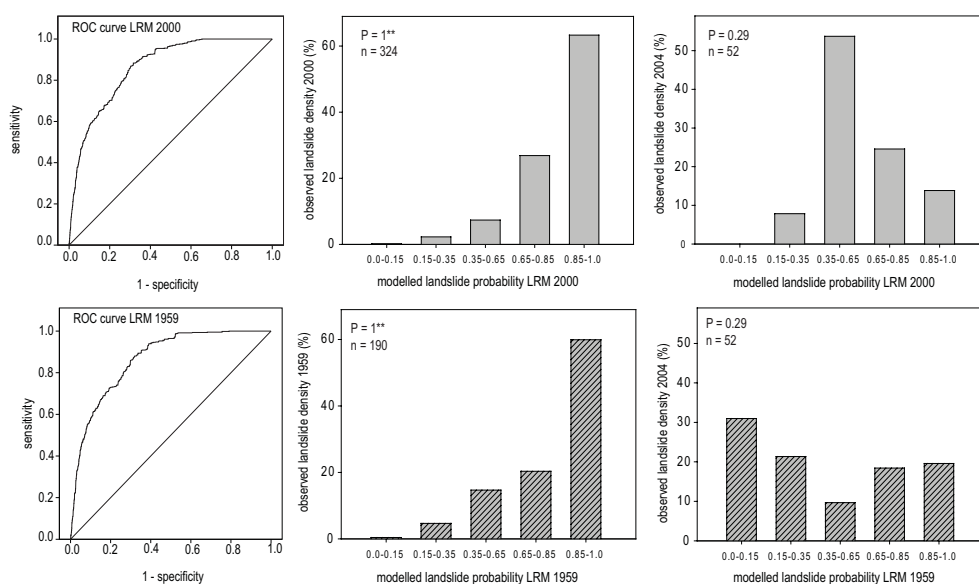 ROC curve LRM 2000
1.0
0.8
0.6
0.4
0.2
0.0
sensitivity
0.0 0.2 0.4 0.6 0.8 1.0
1 - specificity
P = 1**
n = 324
60
40
20
0
observed landslide density 2000 (%)
0.0-0.15 0.15-0.35 0.35-0.65 0.65-0.85 0.85-1.0
modelled landslide probability LRM 2000
P = 0.29
n = 52
50
40
30
20
10
0
observed landslide density 2004 (%)
0.0-0.15 0.15-0.35 0.35-0.65 0.65-0.85 0.85-1.0
modelled landslide probability LRM 2000
ROC curve LRM 1959
1.0
0.8
0.6
0.4
0.2
0.0
sensitivity
0.0 0.2 0.4 0.6 0.8 1.0
1 - specificity
P = 1**
n = 190
60
40
20
0
observed landslide density 1959 (%)
0.0-0.15 0.15-0.35 0.35-0.65 0.65-0.85 0.85-1.0
modelled landslide probability LRM 1959
P = 0.29
n = 52
50
40
30
20
10
0
observed landslide density 2004 (%)
0.0-0.15 0.15-0.35 0.35-0.65 0.65-0.85 0.85-1.0
modelled landslide probability LRM 1959